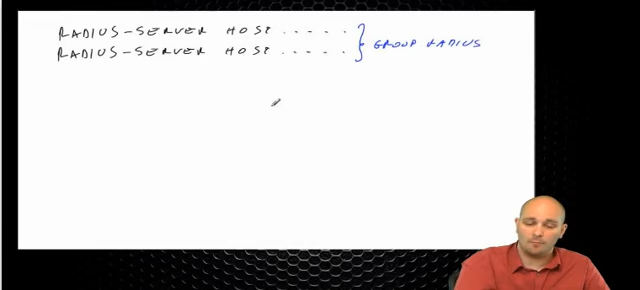 RADIUS-SERVER HOST .....
RADIUS-SERVER HOST .....
GROUP RADIUS